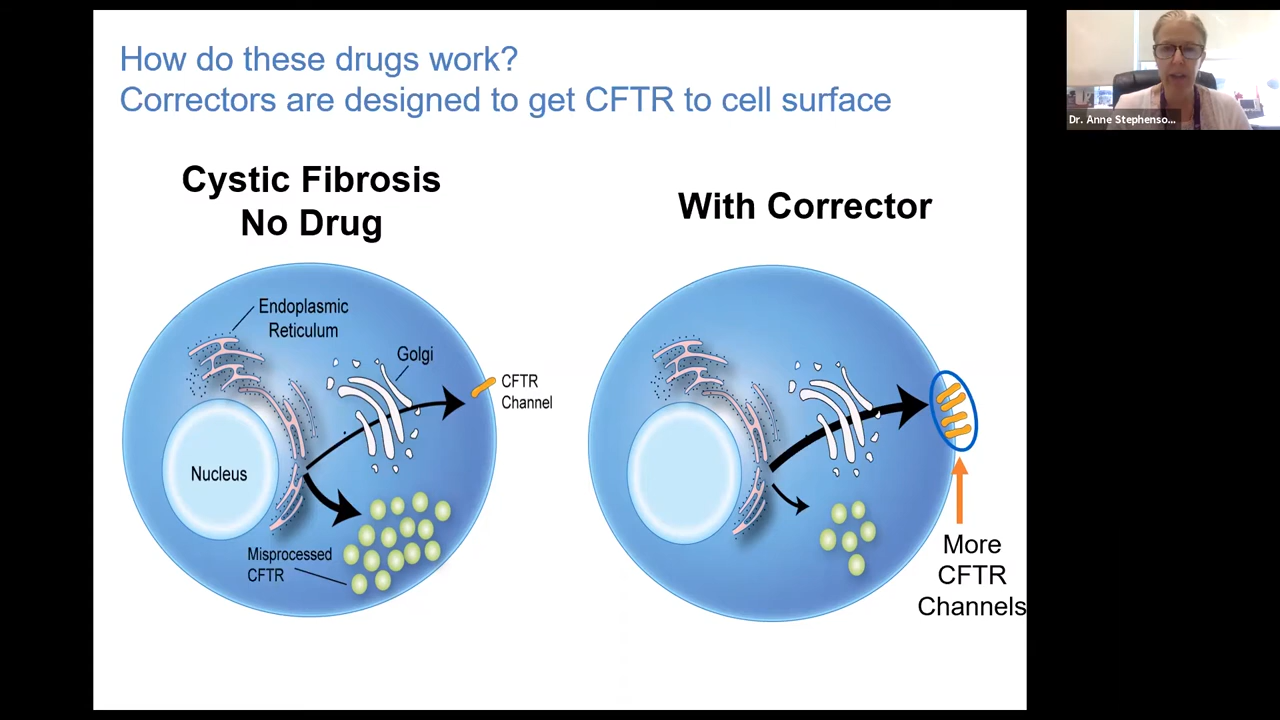 How do these drugs work?
Correctors are designed to get CFTR to cell surface
Cystic Fibrosis
No Drug
With Corrector
Endoplasmic
Reticulum
Golgi
CFTR
Channel
Nucleus
Misprocessed
CFTR
More
CFTR
Channels
Dr. Anne Stephenso...